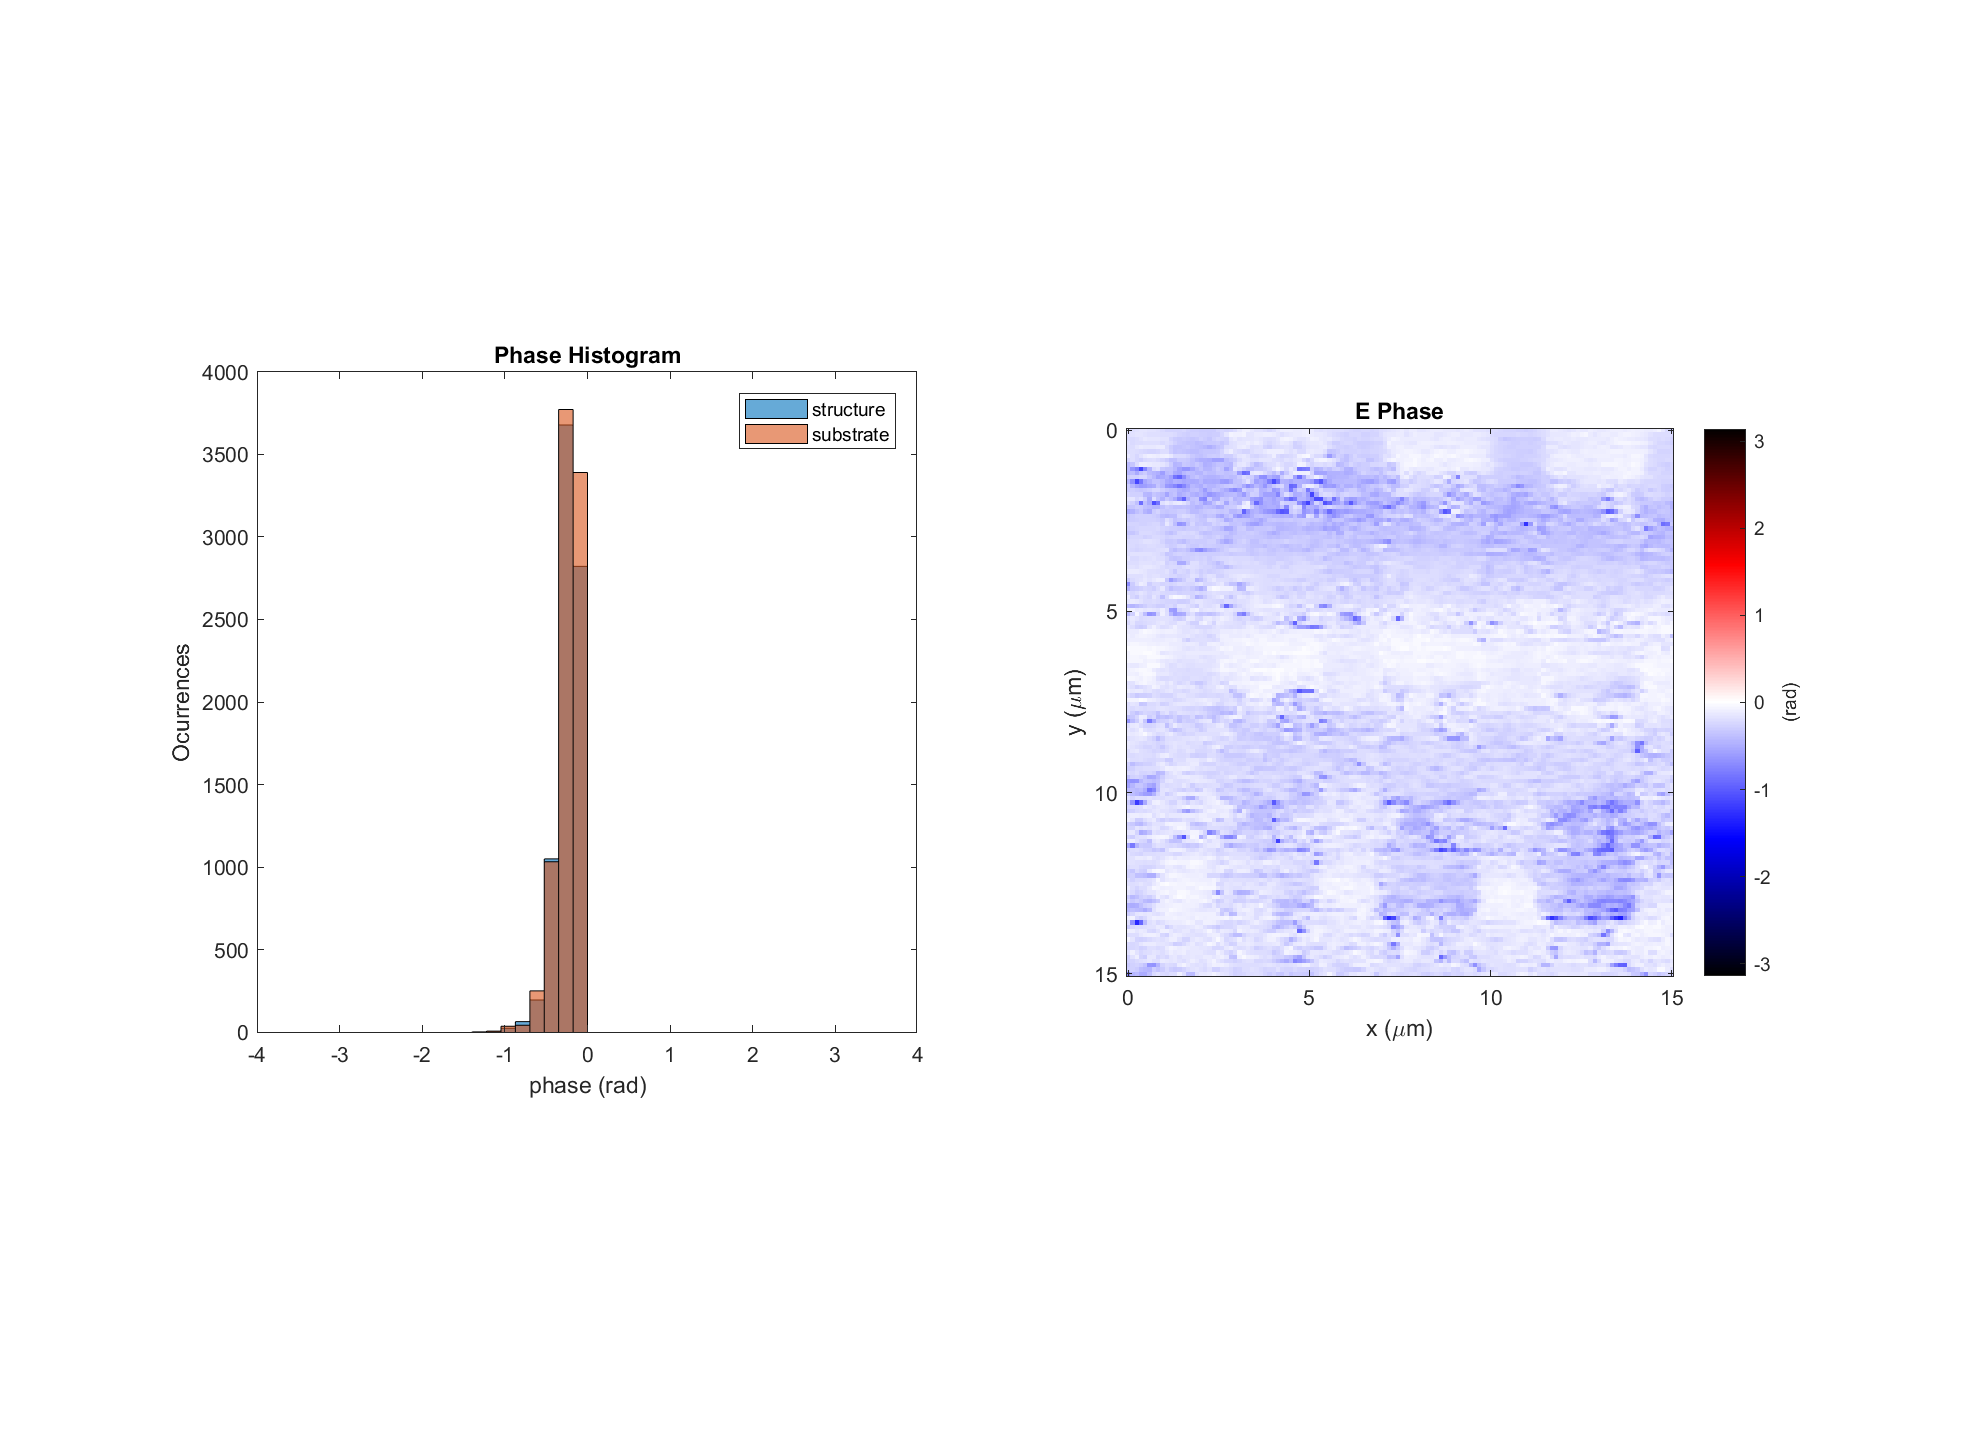 Phase Histogram
4000
3500
3000
2500
2000
1500
1000
500
0
-4 -3 -2 -1 0 1 2 3 4
Ocurrences
phase (rad)
structure
substrate
E Phase
0
5
10
15
0 5 10 15
y (μm)
x (μm)
3
2
1
0
-1
-2
-3
(rad)